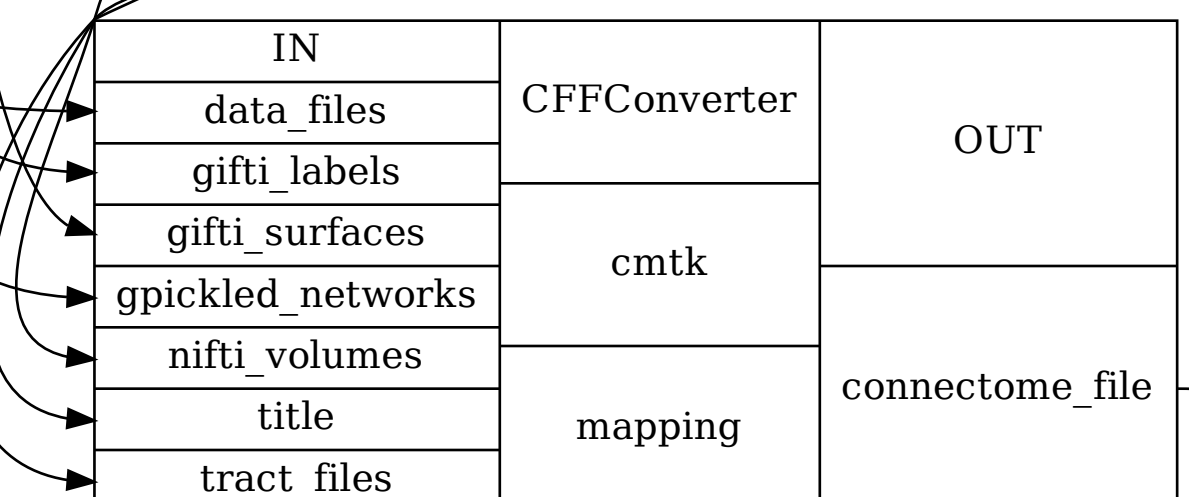 IN
data_files
gifti_labels
gifti_surfaces
gpickled_networks
nifti_volumes
title
tract_files
CFFConverter
cmtk
mapping
OUT
connectome_file